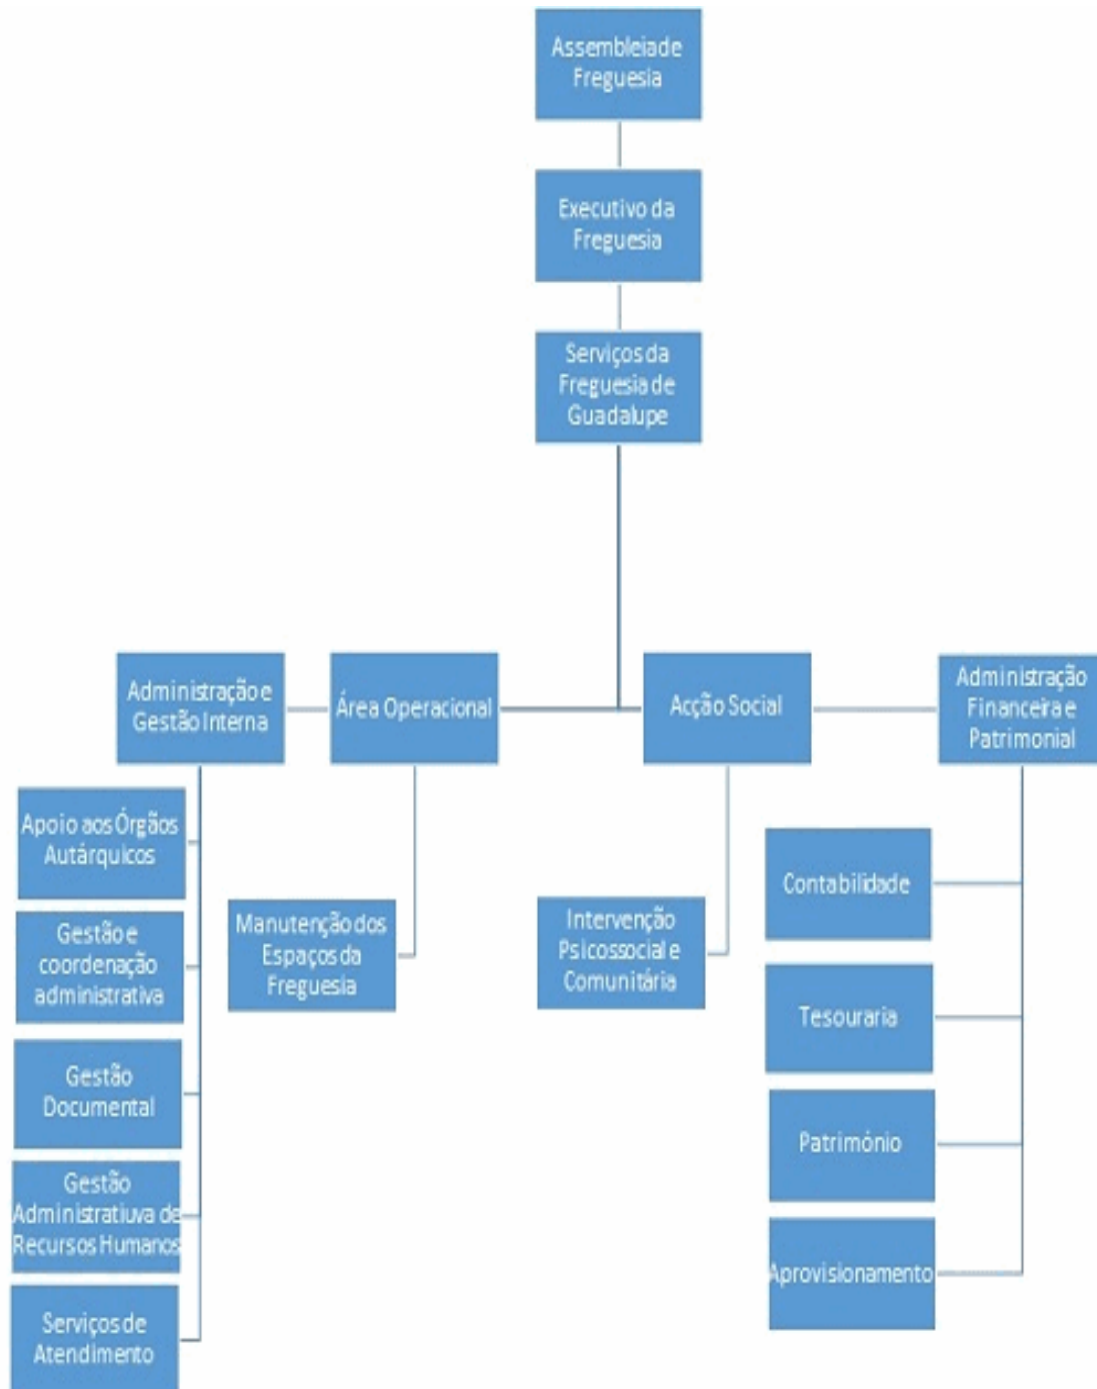 Assembleia de
Freguesia
Executivo da
Freguesia
Serviços da
Freguesia de
Guadalupe
Administração e
Gestão Interna
Área Operacional
Acção Social
Administração
Financeira e
Patrimonial
Apoio aos Órgãos
Autárquicos
Gestão e
coordenação
administrativa
Gestão
Documental
Gestão
Administratiuva de
Recursos Humanos
Serviços de
Atendimento
Manutenção dos
Espaços da
Freguesia
Intervenção
Psicossocial e
Comunitária
Contabilidade
Tesouraria
Património
Aprovisionamento